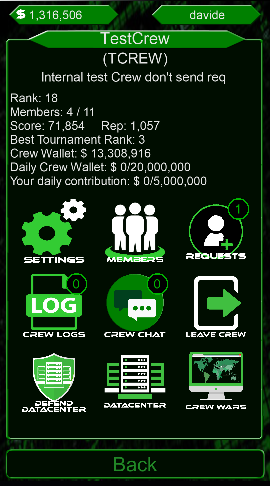 $ 1,316,506
davide
TestCrew
(TCREW)
Internal test Crew don't send req
Rank: 18
Members: 4 / 11
Score: 71,854 Rep: 1,057
Best Tournament Rank: 3
Crew Wallet: $ 13,308,916
Daily Crew Wallet: $ 0/20,000,000
Your daily contribution: $ 0/5,000,000
1
SETTINGS
MEMBERS
REQUESTS
0
0
LOG
CREW LOGS
CREW CHAT
LEAVE CREW
DEFEND
DATACENTER
DATACENTER
CREW WARS
Back